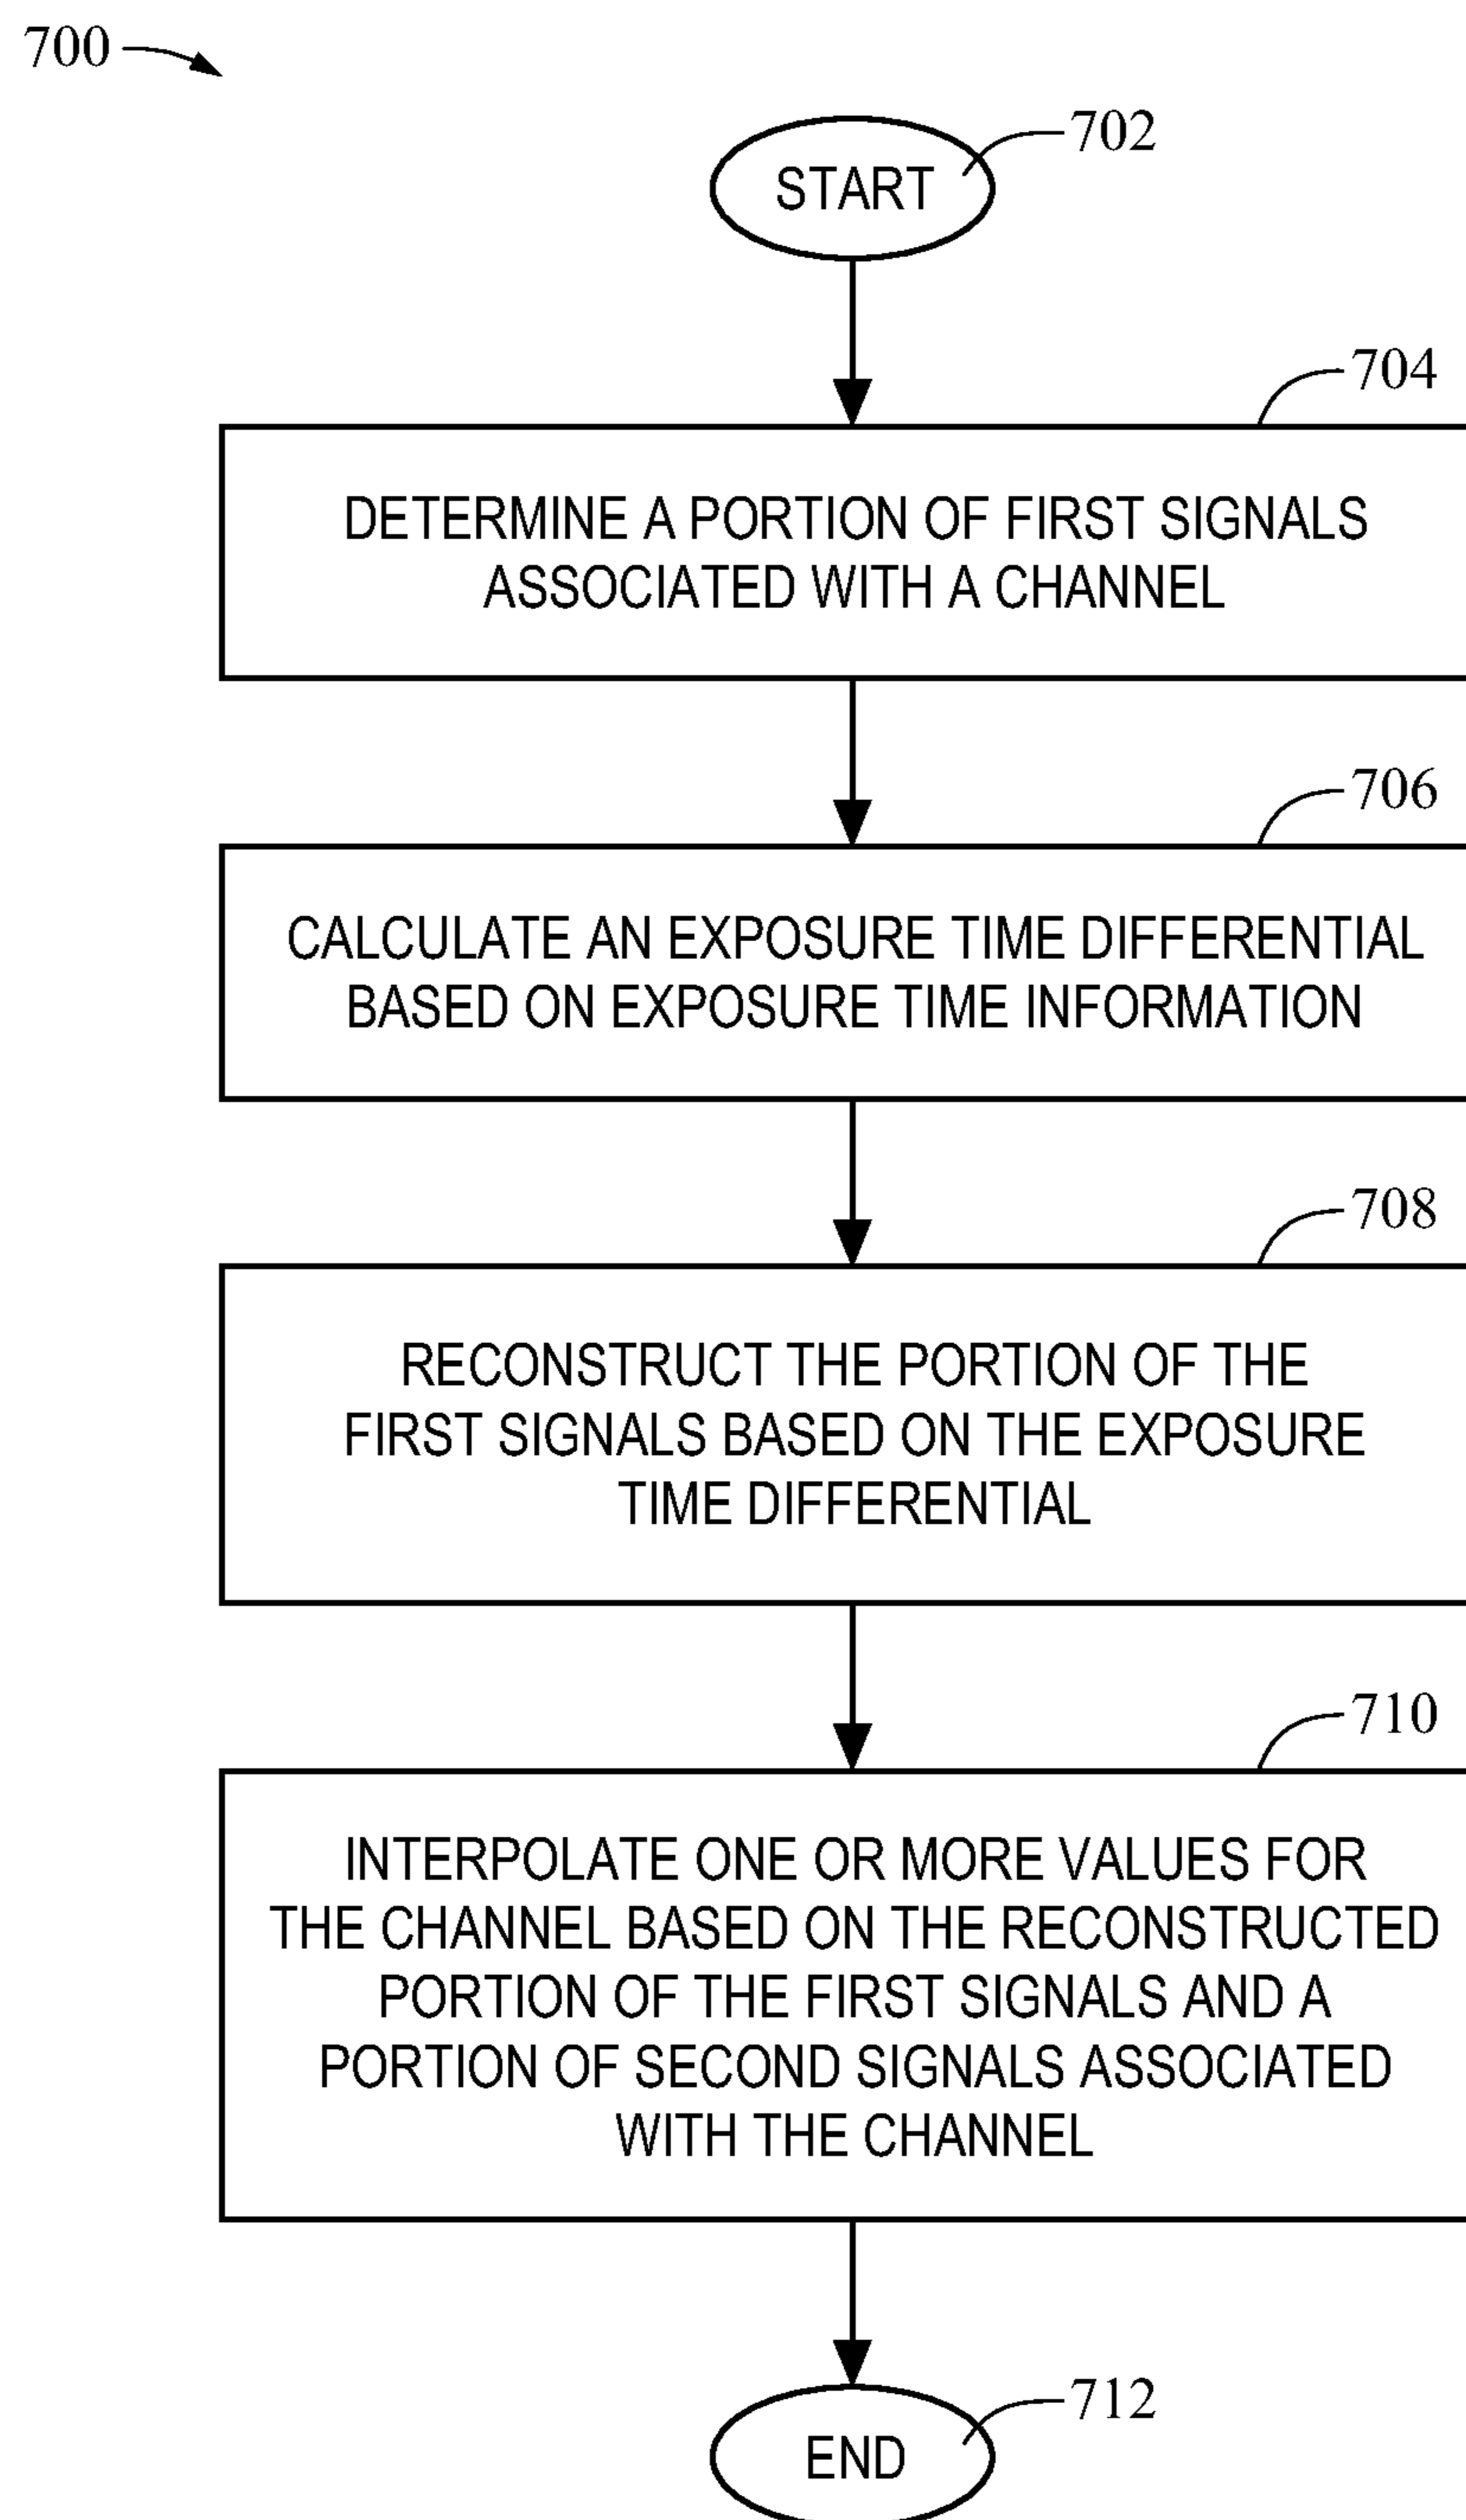 700
702
START
704
DETERMINE A PORTION OF FIRST SIGNALS
ASSOCIATED WITH A CHANNEL
706
CALCULATE AN EXPOSURE TIME DIFFERENTIAL
BASED ON EXPOSURE TIME INFORMATION
708
RECONSTRUCT THE PORTION OF THE
FIRST SIGNALS BASED ON THE EXPOSURE
TIME DIFFERENTIAL
710
INTERPOLATE ONE OR MORE VALUES FOR
THE CHANNEL BASED ON THE RECONSTRUCTED
PORTION OF THE FIRST SIGNALS AND A
PORTION OF SECOND SIGNALS ASSOCIATED
WITH THE CHANNEL
712
END